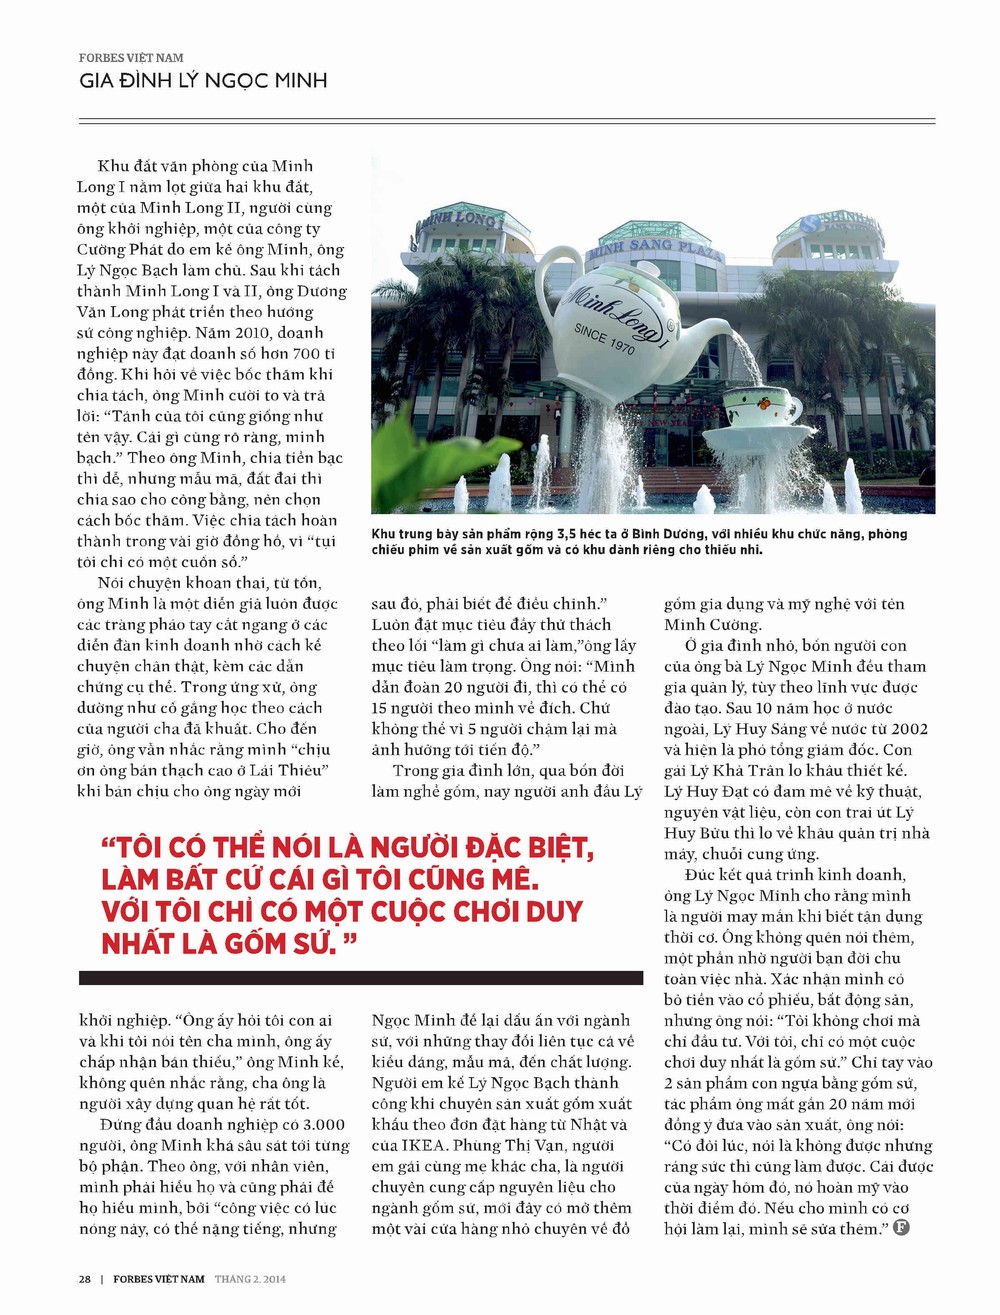 FORBES VIỆT NAM
GIA ĐÌNH LÝ NGỌC MINH
Khu đất văn phòng của Minh
Long I nằm lọt giữa hai khu đất,
một của Minh Long II, người cùng
ông khởi nghiệp, một của công ty
Cường Phát do em kế ông Minh, ông
Lý Ngọc Bạch làm chủ. Sau khi tách
thành Minh Long I và II, ông Dương
Văn Long phát triển theo hướng
sứ công nghiệp. Năm 2010, doanh
nghiệp này đạt doanh số hơn 700 tỉ
đồng. Khi hỏi về việc bốc thăm khi
chia tách, ông Minh cười to và trả
lời: “Tánh của tôi cũng giống như
tên vậy. Cái gì cũng rõ ràng, minh
bạch.” Theo ông Minh, chia tiền bạc
thì dễ, nhưng mẫu mã, đất đai thì
chia sao cho công bằng, nên chọn
cách bốc thăm. Việc chia tách hoàn
thành trong vài giờ đồng hồ, vì “tụi
tôi chỉ có một cuốn sổ.”
Nói chuyện khoan thai, từ tốn,
ông Minh là một diễn giả luôn được
các tràng pháo tay cắt ngang ở các
diễn đàn kinh doanh nhờ cách kể
chuyện chân thật, kèm các dẫn
chứng cụ thể. Trong ứng xử, ông
dường như cố gắng học theo cách
của người cha đã khuất. Cho đến
giờ, ông vẫn nhắc rằng mình “chịu
ơn ông bán thạch cao ở Lái Thiêu”
khi bán chịu cho ông ngày mới
MINH LONG I
MINH SANG PLAZA
Minh Long I
®
SINCE 1970
NEW YEAR
Khu trưng bày sản phẩm rộng 3,5 héc ta ở Bình Dương, với nhiều khu chức năng, phòng
chiếu phim về sản xuất gốm và có khu dành riêng cho thiếu nhi.
“TÔI CÓ THỂ NÓI LÀ NGƯỜI ĐẶC BIỆT,
LÀM BẤT CỨ CÁI GÌ TÔI CŨNG MÊ.
VỚI TÔI CHỈ CÓ MỘT CUỘC CHƠI DUY
NHẤT LÀ GỐM SỨ. ”
khởi nghiệp. “Ông ấy hỏi tôi con ai
và khi tôi nói tên cha mình, ông ấy
chấp nhận bán thiếu,” ông Minh kể,
không quên nhắc rằng, cha ông là
người xây dựng quan hệ rất tốt.
Đứng đầu doanh nghiệp có 3.000
người, ông Minh khá sâu sát tới từng
bộ phận. Theo ông, với nhân viên,
mình phải hiểu họ và cũng phải để
họ hiểu mình, bởi “công việc có lúc
nóng nảy, có thể nặng tiếng, nhưng
sau đó, phải biết để điều chỉnh.”
Luôn đặt mục tiêu đầy thử thách
theo lối “làm gì chưa ai làm,”ông lấy
mục tiêu làm trọng. Ông nói: “Mình
dẫn đoàn 20 người đi, thì có thể có
15 người theo mình về đích. Chứ
không thể vì 5 người chậm lại mà
ảnh hưởng tới tiến độ.”
Trong gia đình lớn, qua bốn đời
làm nghề gốm, nay người anh đầu Lý
Ngọc Minh để lại dấu ấn với ngành
sứ, với những thay đổi liên tục cả về
kiểu dáng, mẫu mã, đến chất lượng.
Người em kế Lý Ngọc Bạch thành
công khi chuyên sản xuất gốm xuất
khẩu theo đơn đặt hàng từ Nhật và
của IKEA. Phùng Thị Vạn, người
em gái cùng mẹ khác cha, là người
chuyên cung cấp nguyên liệu cho
ngành gốm sứ, mới đây có mở thêm
một vài cửa hàng nhỏ chuyên về đồ
gốm gia dụng và mỹ nghệ với tên
Minh Cường.
Ở gia đình nhỏ, bốn người con
của ông bà Lý Ngọc Minh đều tham
gia quản lý, tùy theo lĩnh vực được
đào tạo. Sau 10 năm học ở nước
ngoài, Lý Huy Sáng về nước từ 2002
và hiện là phó tổng giám đốc. Con
gái Lý Khả Trân lo khâu thiết kế.
Lý Huy Đạt có đam mê về kỹ thuật,
nguyên vật liệu, còn con trai út Lý
Huy Bửu thì lo về khâu quản trị nhà
máy, chuỗi cung ứng.
Đúc kết quá trình kinh doanh,
ông Lý Ngọc Minh cho rằng mình
là người may mắn khi biết tận dụng
thời cơ. Ông không quên nói thêm,
một phần nhờ người bạn đời chu
toàn việc nhà. Xác nhận mình có
bỏ tiền vào cổ phiếu, bất động sản,
nhưng ông nói: “Tôi không chơi mà
chỉ đầu tư. Với tôi, chỉ có một cuộc
chơi duy nhất là gốm sứ.” Chỉ tay vào
2 sản phẩm con ngựa bằng gốm sứ,
tác phẩm ông mất gần 20 năm mới
đồng ý đưa vào sản xuất, ông nói:
“Có đôi lúc, nói là không được nhưng
ráng sức thì cũng làm được. Cái được
của ngày hôm đó, nó hoàn mỹ vào
thời điểm đó. Nếu cho mình có cơ
hội làm lại, mình sẽ sửa thêm.” F
28 | FORBES VIỆT NAM THÁNG 2. 2014